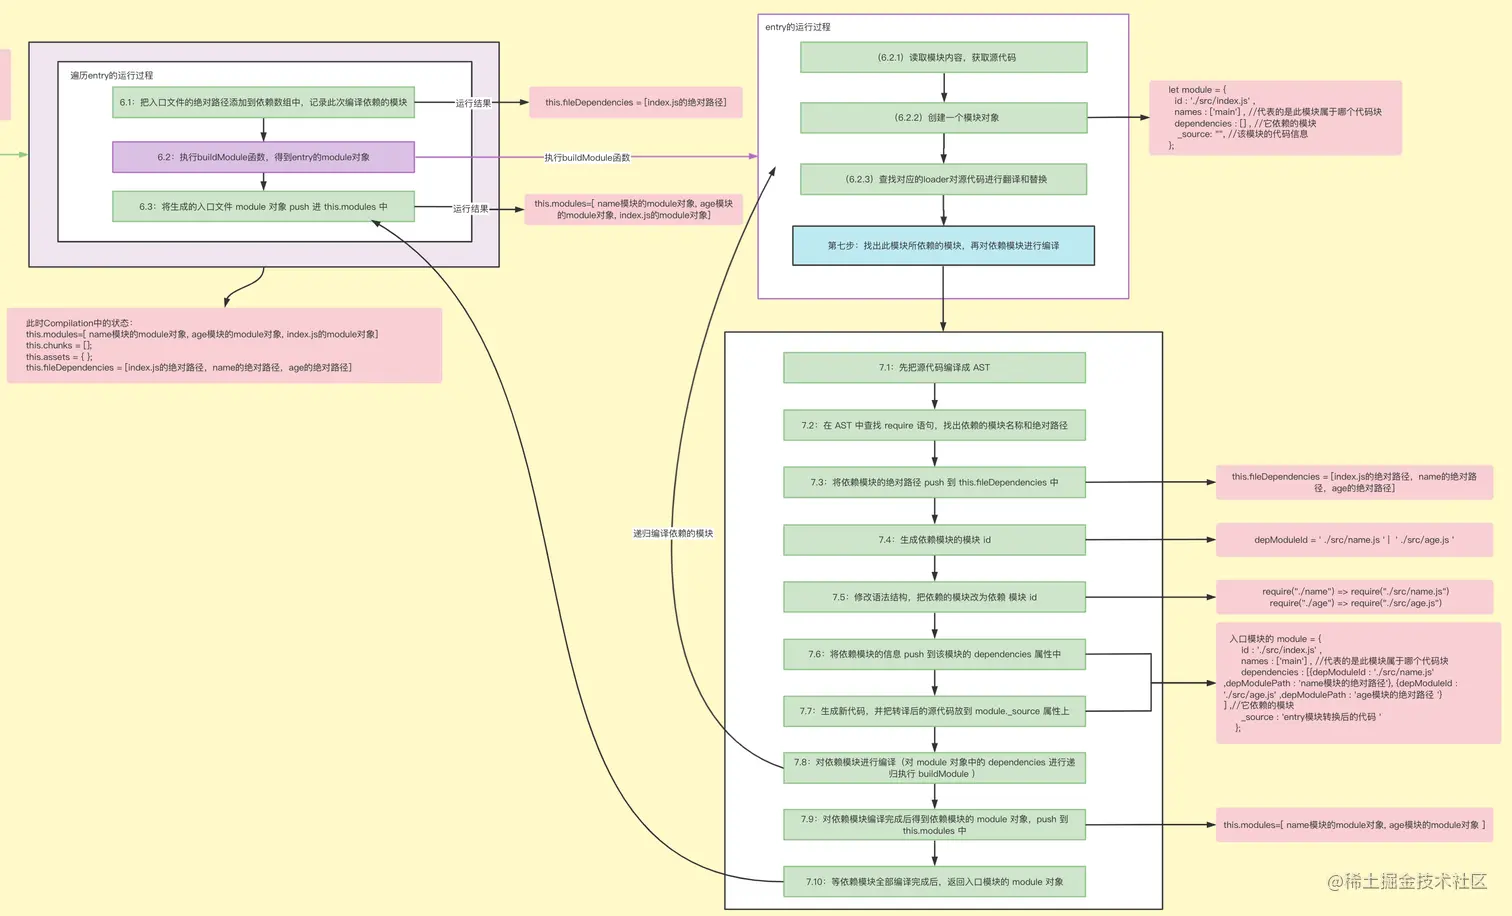 遍历entry的运行过程
6.1：把入口文件的绝对路径添加到依赖数组中，记录此次编译依赖的模块
运行结果
this.fileDependencies = [index.js的绝对路径]
6.2：执行buildModule函数，得到entry的module对象
执行buildModule函数
6.3：将生成的入口文件 module 对象 push 进 this.modules 中
运行结果
this.modules=[ name模块的module对象, age模块
的module对象, index.js的module对象]
此时Compilation中的状态：
this.modules=[ name模块的module对象, age模块的module对象, index.js的module对象]
this.chunks = [];
this.assets = { };
this.fileDependencies = [index.js的绝对路径，name的绝对路径，age的绝对路径]
entry的运行过程
（6.2.1）读取模块内容，获取源代码
（6.2.2）创建一个模块对象
let module = {
id : './src/index.js' ,
names : ['main'] , //代表的是此模块属于哪个代码块
dependencies : [] , //它依赖的模块
_source: "", //该模块的代码信息
};
（6.2.3）查找对应的loader对源代码进行翻译和替换
第七步：找出此模块所依赖的模块，再对依赖模块进行编译
递归编译依赖的模块
7.1：先把源代码编译成 AST
7.2：在 AST 中查找 require 语句，找出依赖的模块名称和绝对路径
7.3：将依赖模块的绝对路径 push 到 this.fileDependencies 中
this.fileDependencies = [index.js的绝对路径，name的绝对路
径，age的绝对路径]
7.4：生成依赖模块的模块 id
depModuleId = ' ./src/name.js ' | ' ./src/age.js '
7.5：修改语法结构，把依赖的模块改为依赖 模块 id
require("./name") => require("./src/name.js")
require("./age") => require("./src/age.js")
7.6：将依赖模块的信息 push 到该模块的 dependencies 属性中
7.7：生成新代码，并把转译后的源代码放到 module._source 属性上
入口模块的 module = {
id : './src/index.js' ,
names : ['main'] , //代表的是此模块属于哪个代码块
dependencies : [{depModuleId : './src/name.js'
,depModulePath : 'name模块的绝对路径'}, {depModuleId :
'./src/age.js' ,depModulePath : 'age模块的绝对路径 '}
] ,//它依赖的模块
_source : 'entry模块转换后的代码 '
};
7.8：对依赖模块进行编译（对 module 对象中的 dependencies 进行递
归执行 buildModule ）
7.9：对依赖模块编译完成后得到依赖模块的 module 对象，push 到
this.modules 中
this.modules=[ name模块的module对象, age模块的module对象 ]
7.10：等依赖模块全部编译完成后，返回入口模块的 module 对象
@稀土掘金技术社区